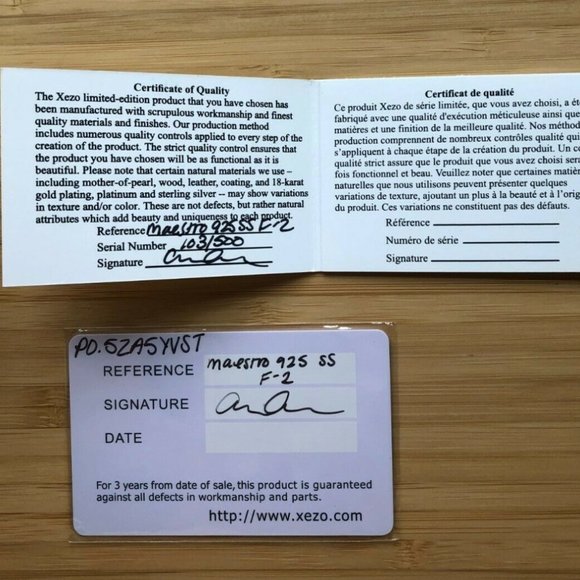 Certificate of Quality
The Xezo limited-edition product that you have chosen has
been manufactured with scrupulous workmanship and finest
quality materials and finishes. Our production method
includes numerous quality controls applied to every step of the
creation of the product. The strict quality control ensures that
the product you have chosen will be as functional as it is
beautiful. Please note that certain natural materials we use –
including mother-of-pearl, wood, leather, coating, and 18-karat
gold plating, platinum and sterling silver -- may show variations
in texture and/or color. These are not defects, but rather natural
attributes which add beauty and uniqueness to each product.
Reference Maestro 925 SS F-2
Serial Number 103/500
Signature
Certificat de qualité
Ce produit Xezo de série limitée, que vous avez choisi, a ét
fabriqué avec une qualité d'exécution méticuleuse ainsi que
matières et une finition de la meilleure qualité. Nos méthod
production comprennent de nombreux contrôles qualité qui
s'appliquent à chaque étape de la création du produit. Un co
qualité strict assure que le produit que vous avez choisi sera
fois fonctionnel et beau. Veuillez noter que certaines matièr
naturelles que nous utilisons peuvent présenter quelques
variations de texture, ajoutant un plus à la beauté et à l'orig
du produit. Ces variations ne constituent pas des défauts.
Référence
Numéro de série
Signature
PO.5ZA5YVST
REFERENCE Maestro 925 SS
F-2
SIGNATURE
DATE
For 3 years from date of sale, this product is guaranteed
against all defects in workmanship and parts.
http://www.xezo.com